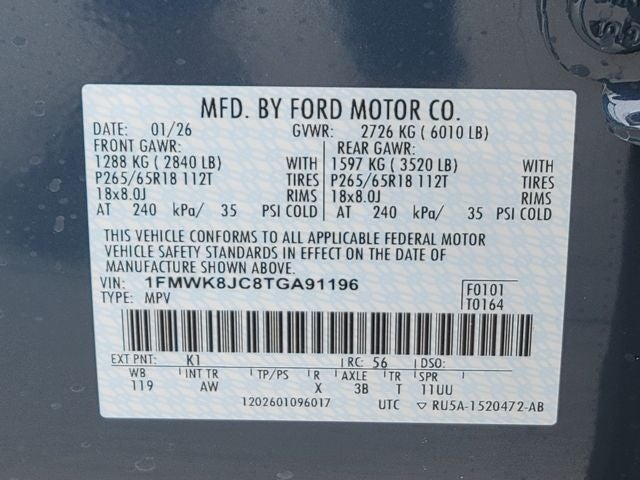 MFD. BY FORD MOTOR CO.
DATE: 01/26 GVWR: 2726 KG ( 6010 LB)
FRONT GAWR: REAR GAWR:
1288 KG ( 2840 LB) WITH 1597 KG ( 3520 LB) WITH
P265/65R18 112T TIRES P265/65R18 112T TIRES
18x8.0J RIMS 18x8.0J RIMS
AT 240 kPa/ 35 PSI COLD AT 240 kPa/ 35 PSI COLD
THIS VEHICLE CONFORMS TO ALL APPLICABLE FEDERAL MOTOR
VEHICLE SAFETY STANDARDS IN EFFECT ON THE DATE OF
MANUFACTURE SHOWN ABOVE.
VIN: 1FMWK8JC8TGA91196 F0101
TYPE: MPV T0164
EXT PNT: K1 RC: 56 DSO:
WB INT TR TP/PS R AXLE TR SPR
119 AW X 3B T 11UU
1202601096017 UTC ▽ RU5A-1520472-AB